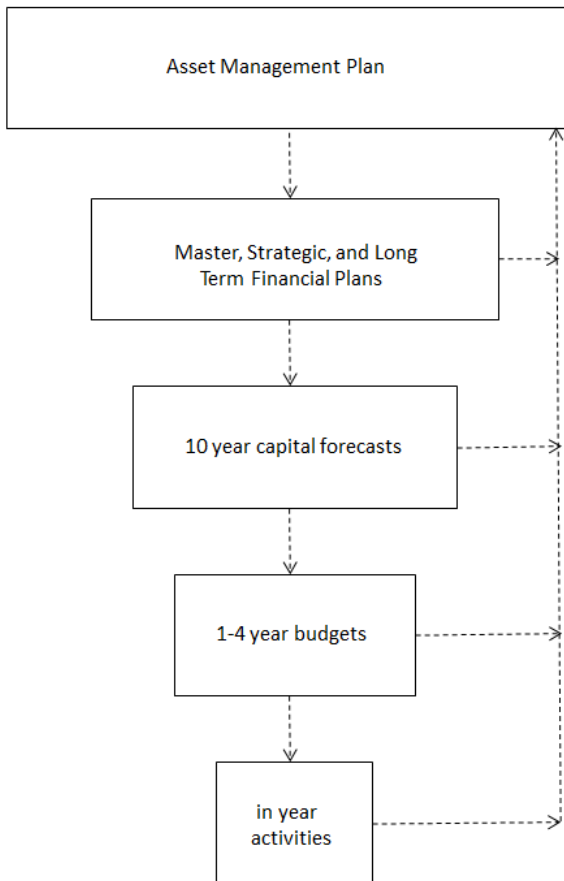 Asset Management Plan
Master, Strategic, and Long
Term Financial Plans
10 year capital forecasts
1-4 year budgets
in year
activities